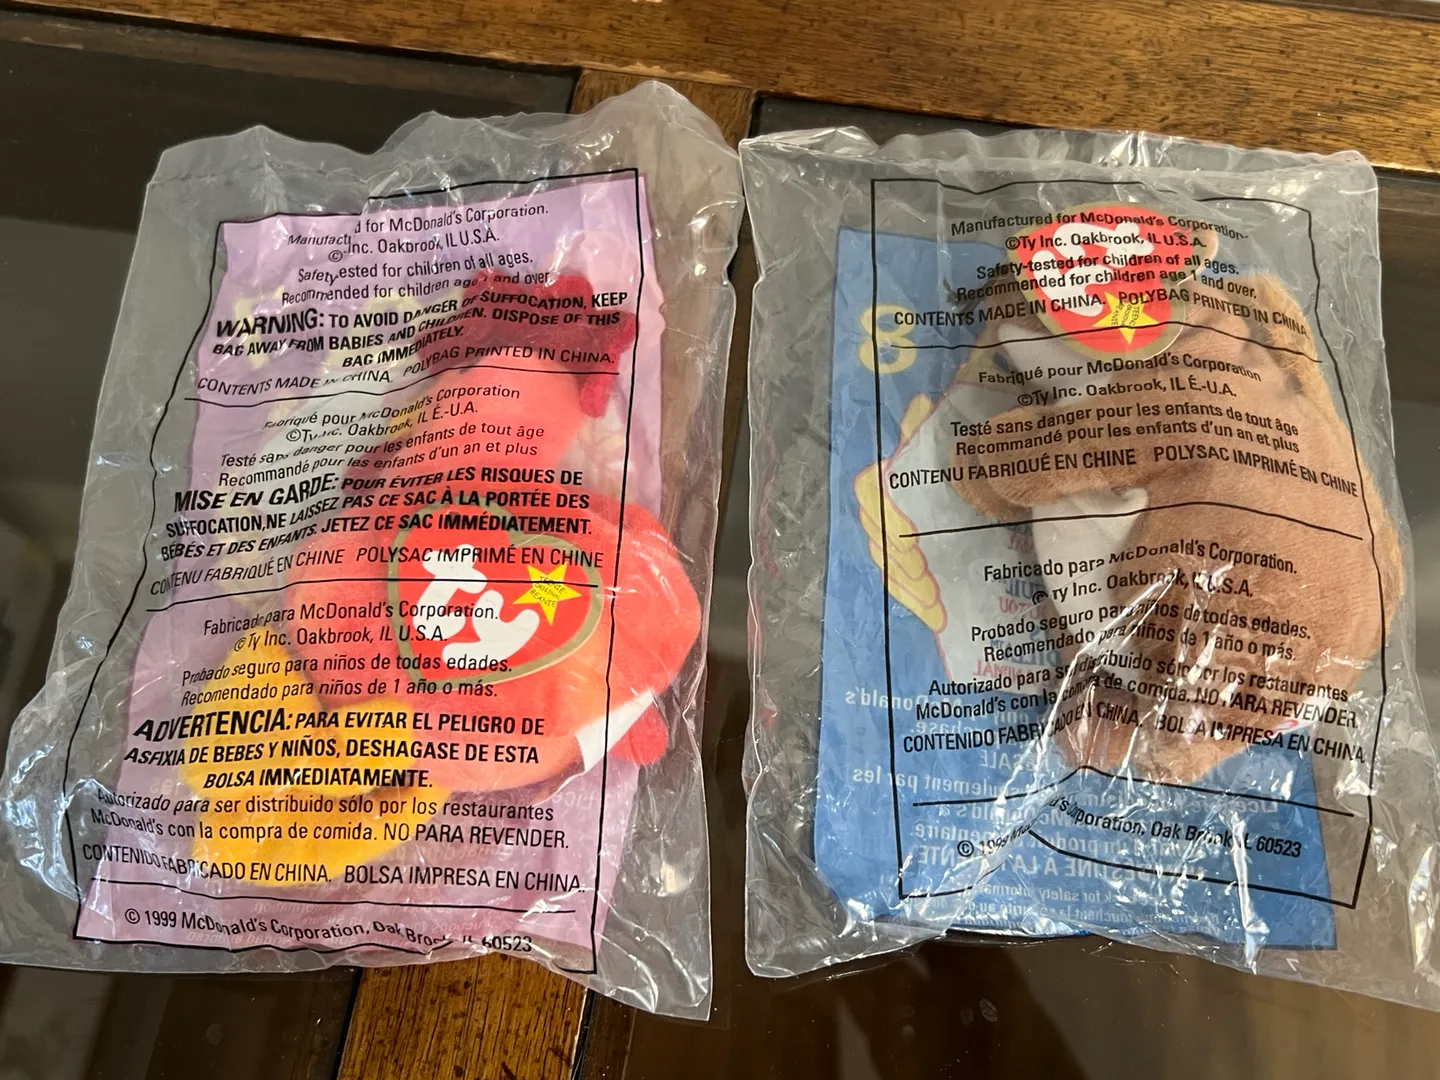 d for McDonald's Corporation.
Manufact
© Inc. Oakbrook, IL U.S.A.
Safety ested for children of all ages.
Recommended for children age 1 and over
WARNING: TO AVOID DANGER OF SUFFOCATION, KEEP
BAG AWAY FROM BABIES AND CHILDREN. DISPOSE OF THIS
BAG IMMEDIATELY.
CONTENTS MADE IN CHINA. POLYBAG PRINTED IN CHINA.
Fabriqué pour McDonald's Corporation
©Ty Inc. Oakbrook, IL É.-U.A.
Testé sans danger pour les enfants de tout âge
Recommandé pour les enfants d'un an et plus
MISE EN GARDE: POUR ÉVITER LES RISQUES DE
SUFFOCATION, NE LAISSEZ PAS CE SAC À LA PORTÉE DES
BÉBÉS ET DES ENFANTS. JETEZ CE SAC IMMÉDIATEMENT.
CONTENU FABRIQUÉ EN CHINE POLYSAC IMPRIMÉ EN CHINE
ty
TEENIE
ORIGINAL
BEANIE
Fabricado para McDonald's Corporation.
©Ty Inc. Oakbrook, IL U.S.A.
Probado seguro para niños de todas edades.
Recomendado para niños de 1 año o más.
ADVERTENCIA: PARA EVITAR EL PELIGRO DE
ASFIXIA DE BEBES Y NIÑOS, DESHAGASE DE ESTA
BOLSA IMMEDIATAMENTE.
Autorizado para ser distribuido sólo por los restaurantes
McDonald's con la compra de comida. NO PARA REVENDER.
CONTENIDO FABRICADO EN CHINA. BOLSA IMPRESA EN CHINA.
© 1999 McDonald's Corporation, Oak Brook, IL 60523
Manufactured for McDonald's Corporation
©Ty Inc. Oakbrook, IL U.S.A.
Safety-tested for children of all ages.
Recommended for children age 1 and over.
CONTENTS MADE IN CHINA. POLYBAG PRINTED IN CHINA
8
Fabriqué pour McDonald's Corporation
©Ty Inc. Oakbrook, IL É.-U.A.
Testé sans danger pour les enfants de tout âge
Recommandé pour les enfants d'un an et plus
CONTENU FABRIQUÉ EN CHINE POLYSAC IMPRIMÉ EN CHINE
Fabricado para McDonald's Corporation.
© Ty Inc. Oakbrook, IL U.S.A.
Probado seguro para niños de todas edades.
Recomendado para niños de 1 año o más.
Autorizado para ser distribuido sólo por los restaurantes
McDonald's con la compra de comida. NO PARA REVENDER
CONTENIDO FABRICADO EN CHINA. BOLSA IMPRESA EN CHINA
© 1999 McDonald's Corporation, Oak Brook, IL 60523